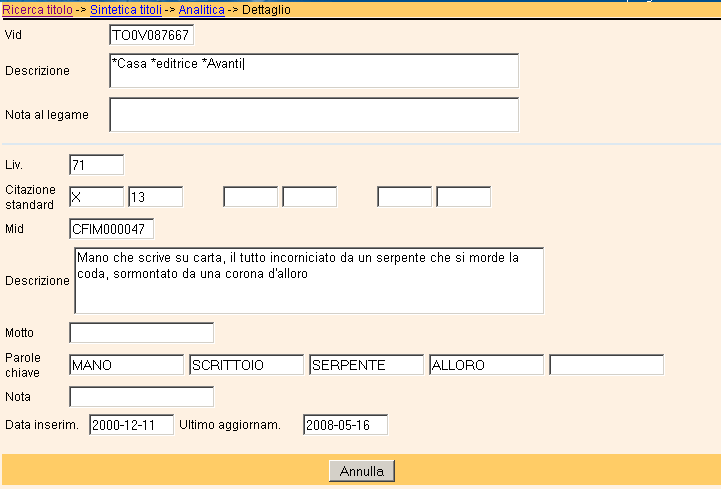 Ricerca titolo -> Sintetica titoli -> Analitica -> Dettaglio
Vid TO0V087667
Descrizione *Casa *editrice *Avanti
Nota al legame
Liv. 71
Citazione standard X 13
Mid CFIM000047
Descrizione Mano che scrive su carta, il tutto incorniciato da un serpente che si morde la
coda, sormontato da una corona d'alloro
Motto
Parole chiave MANO SCRITTOIO SERPENTE ALLORO
Nota
Data inserim. 2000-12-11 Ultimo aggiornam. 2008-05-16
Annulla